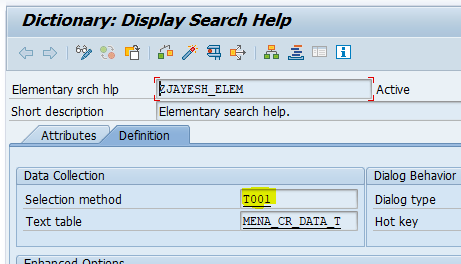 Dictionary: Display Search Help
Elementary srch hlp ZJAYESH_ELEM Active
Short description Elementary search help.
Attributes Definition
Data Collection Dialog Behavior
Selection method T001 Dialog type
Text table MENA_CR_DATA_T Hot key
Enhanced Options